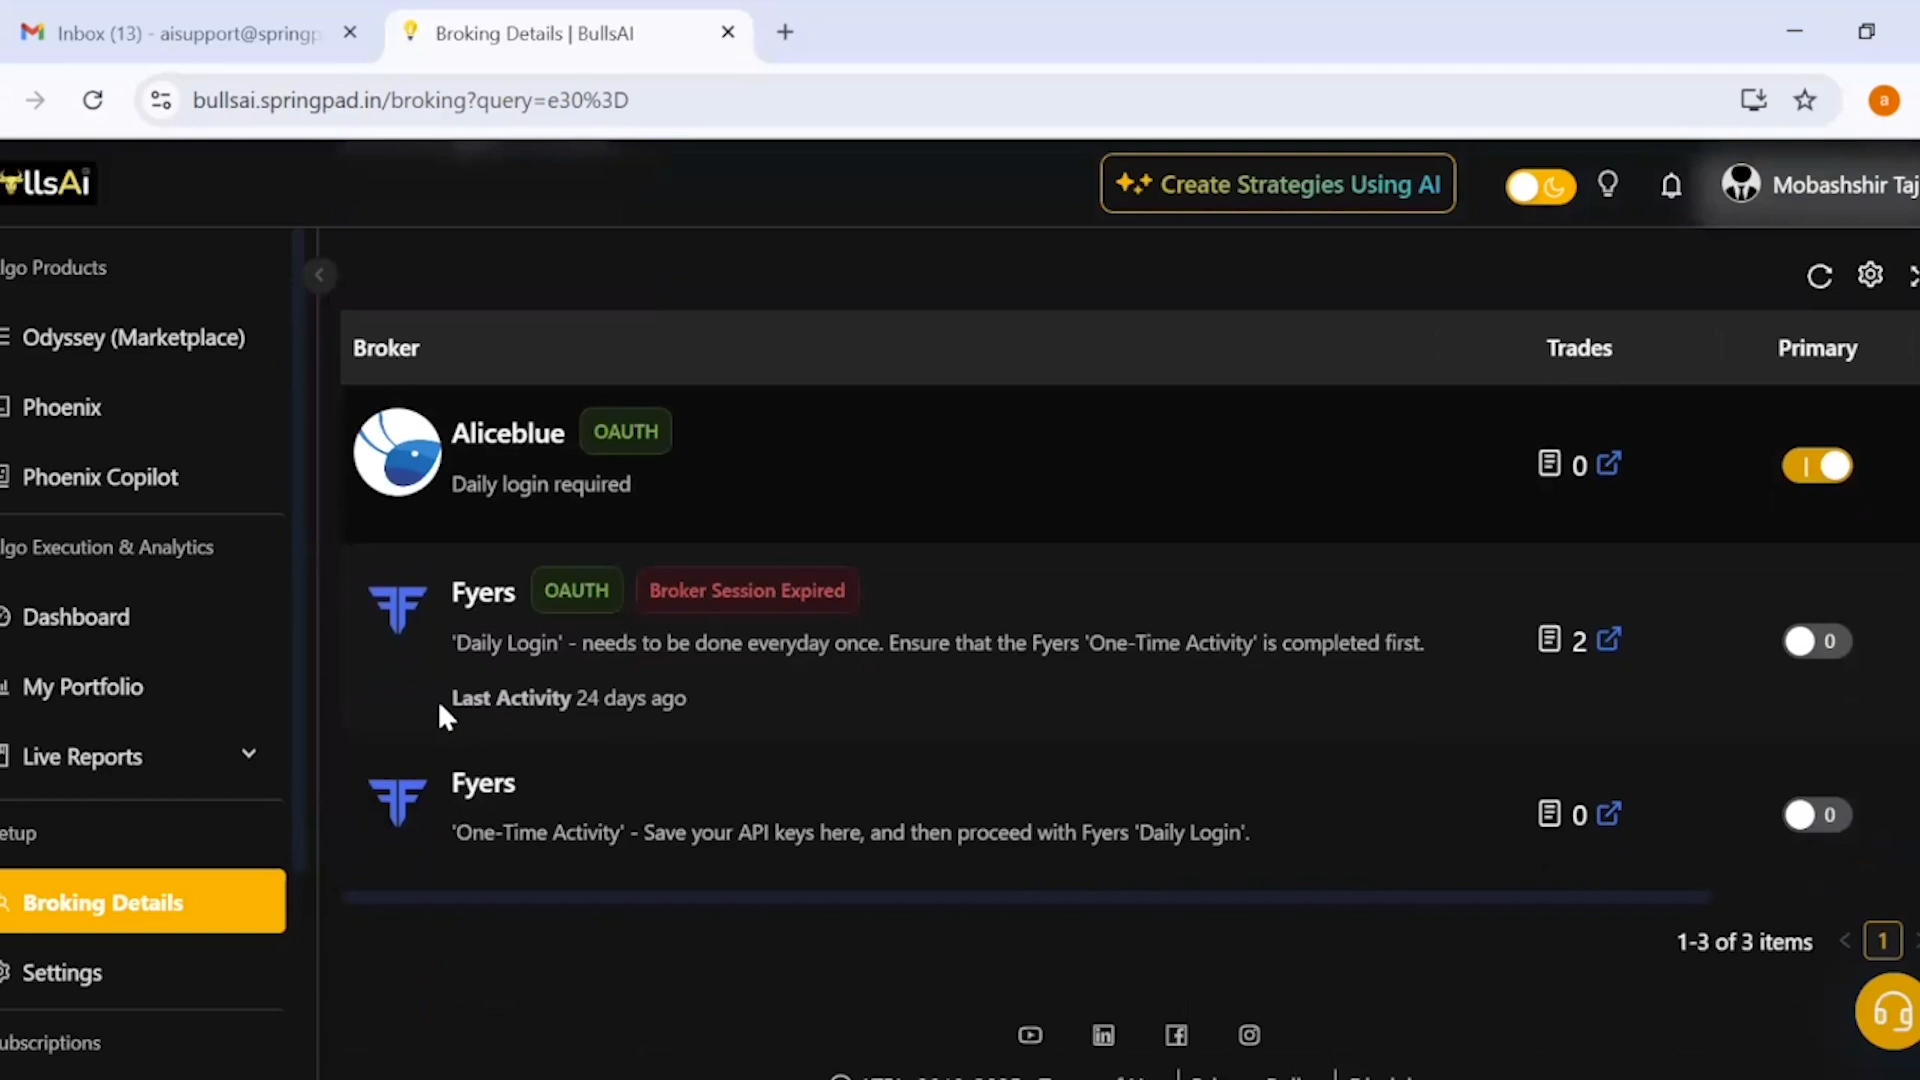 Inbox (13) - aisupport@springp
Broking Details | BullsAI
bullsai.springpad.in/broking?query=e30%3D
a
llsAi
Create Strategies Using AI
Mobashshir Taj
lgo Products
Odyssey (Marketplace)
Phoenix
Phoenix Copilot
lgo Execution & Analytics
Dashboard
My Portfolio
Live Reports
etup
Broking Details
Settings
ubscriptions
Broker
Trades
Primary
Aliceblue
OAUTH
Daily login required
0
Fyers
OAUTH
Broker Session Expired
'Daily Login' - needs to be done everyday once. Ensure that the Fyers 'One-Time Activity' is completed first.
Last Activity 24 days ago
2
0
Fyers
'One-Time Activity' - Save your API keys here, and then proceed with Fyers 'Daily Login'.
0
0
1-3 of 3 items
1